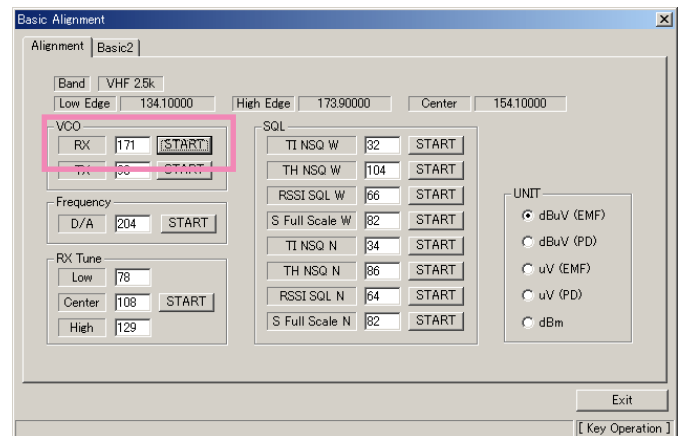 Basic Alignment
Alignment Basic2
Band VHF 2.5k
Low Edge 134.10000 High Edge 173.90000 Center 154.10000
VCO
RX 171 START
TX START
Frequency
D/A 204 START
RX Tune
Low 78
Center 108 START
High 129
SQL
TI NSQ W 32 START
TH NSQ W 104 START
RSSI SQL W 66 START
S Full Scale W 82 START
TI NSQ N 34 START
TH NSQ N 86 START
RSSI SQL N 64 START
S Full Scale N 82 START
UNIT
dBuV (EMF)
dBuV (PD)
uV (EMF)
uV (PD)
dBm
Exit
[ Key Operation ]